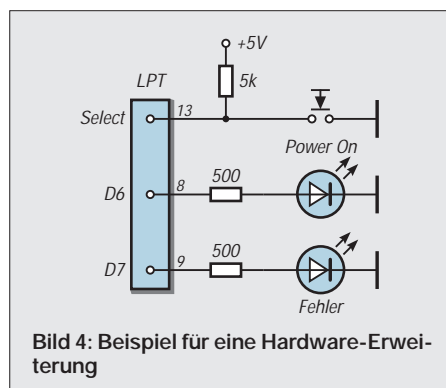 +5V
LPT
5k
Select
13
Power On
D6
8
500
D7
9
500
Fehler
Bild 4: Beispiel für eine Hardware-Erwei-
terung